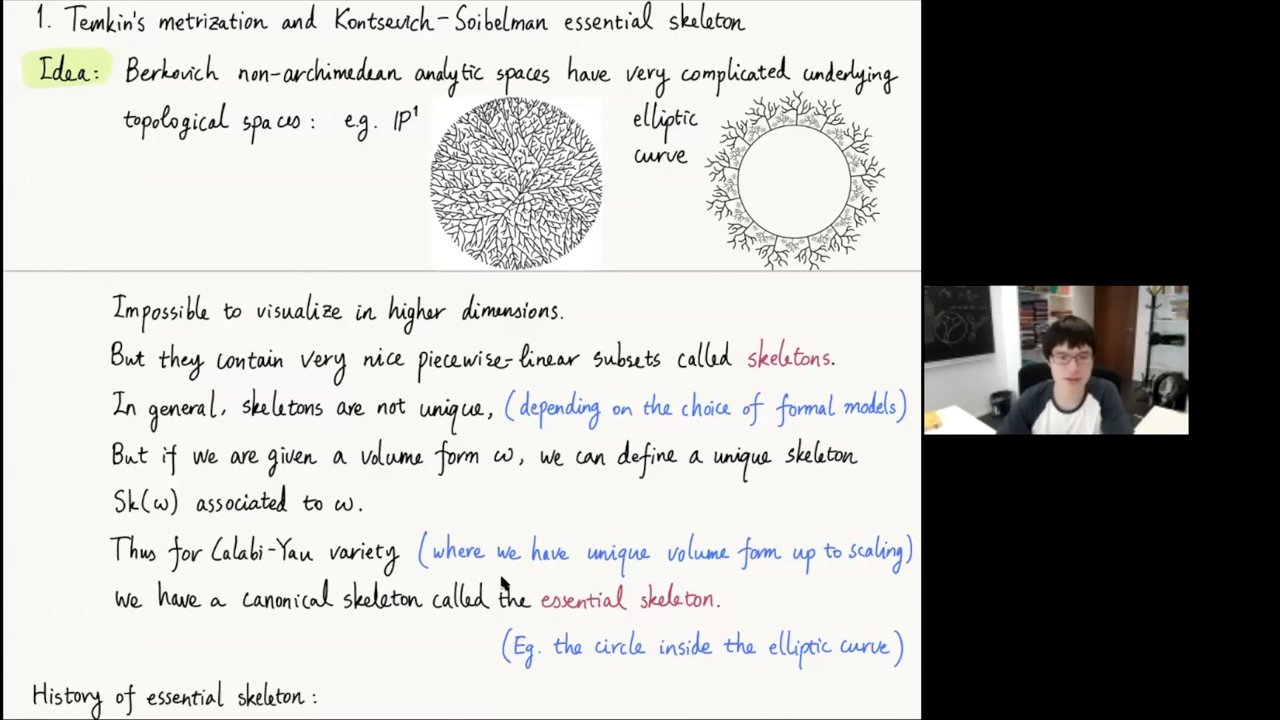 1. Temkin's metrization and Kontsevich-Soibelman essential skeleton
Idea: Berkovich non-archimedean analytic spaces have very complicated underlying
topological spaces: e.g. IP¹
elliptic
curve
Impossible to visualize in higher dimensions.
But they contain very nice piecewise-linear subsets called skeletons.
In general, skeletons are not unique, (depending on the choice of formal models)
But if we are given a volume form ω, we can define a unique skeleton
Sk(ω) associated to ω.
Thus for Calabi-Yau variety (where we have unique volume form up to scaling)
we have a canonical skeleton called the essential skeleton.
(Eg. the circle inside the elliptic curve)
History of essential skeleton: